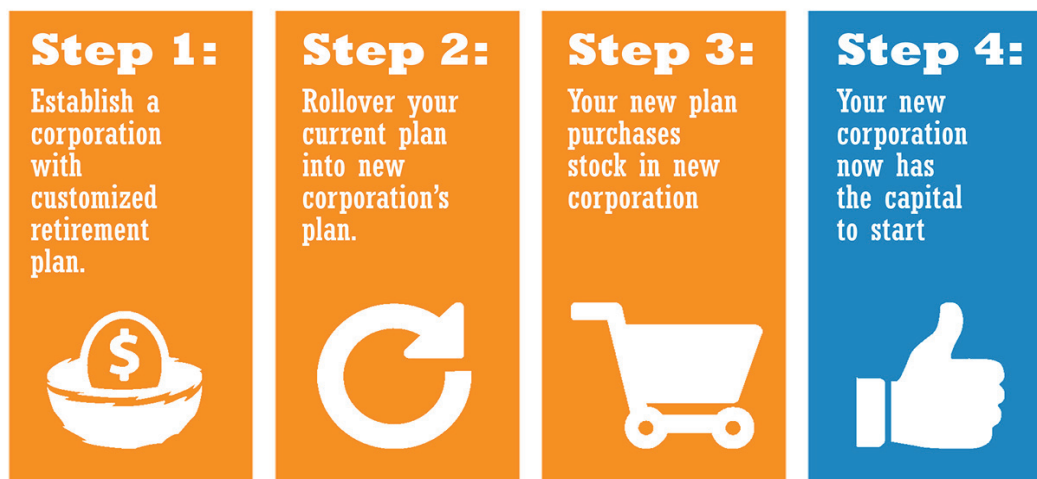 Step 1:
Establish a
corporation
with
customized
retirement
plan.
$
Step 2:
Rollover your
current plan
into new
corporation's
plan.
Step 3:
Your new plan
purchases
stock in new
corporation
Step 4:
Your new
corporation
now has
the capital
to start